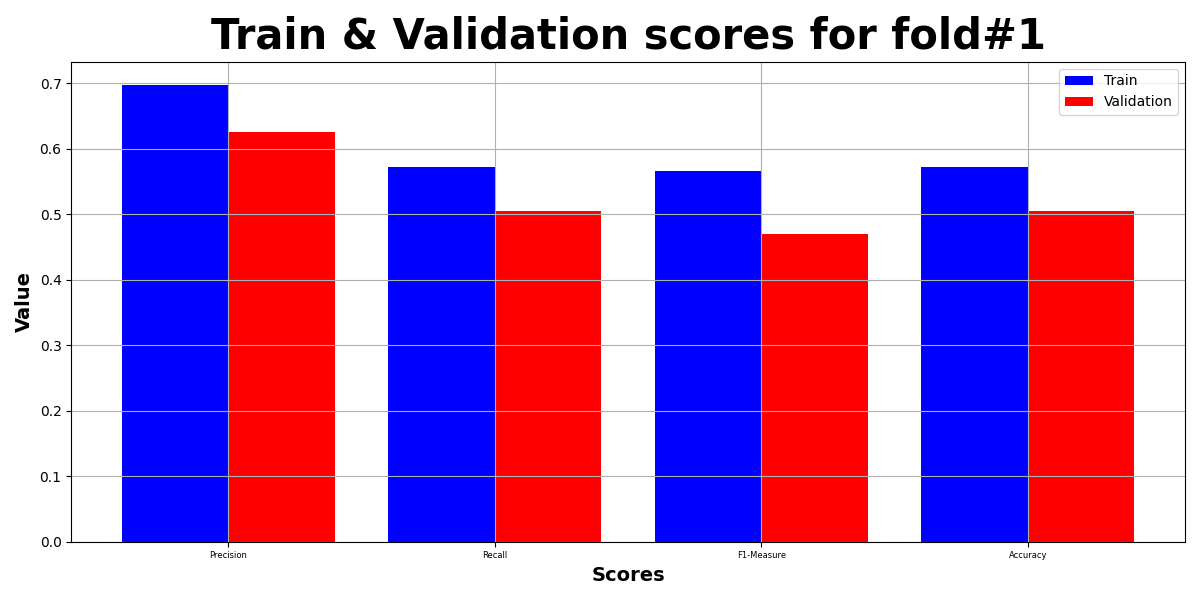 Train & Validation scores for fold#1
Train
Validation
Value
0.7
0.6
0.5
0.4
0.3
0.2
0.1
0.0
Precision Recall F1-Measure Accuracy
Scores